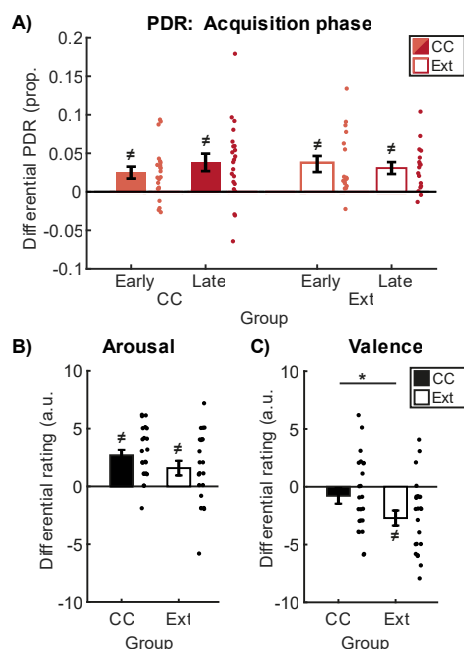 A) PDR: Acquisition phase
CC
Ext
Differential PDR (prop.
0.2
0.15
0.1
0.05
0
-0.05
-0.1
≠ ≠ ≠ ≠
Early Late Early Late
CC Ext
Group
B) Arousal
Differential rating (a.u.
10
5
0
-5
-10
≠ ≠
CC Ext
Group
C) Valence
CC
Ext
Differential rating (a.u.
10
5
0
-5
-10
*
≠
CC Ext
Group